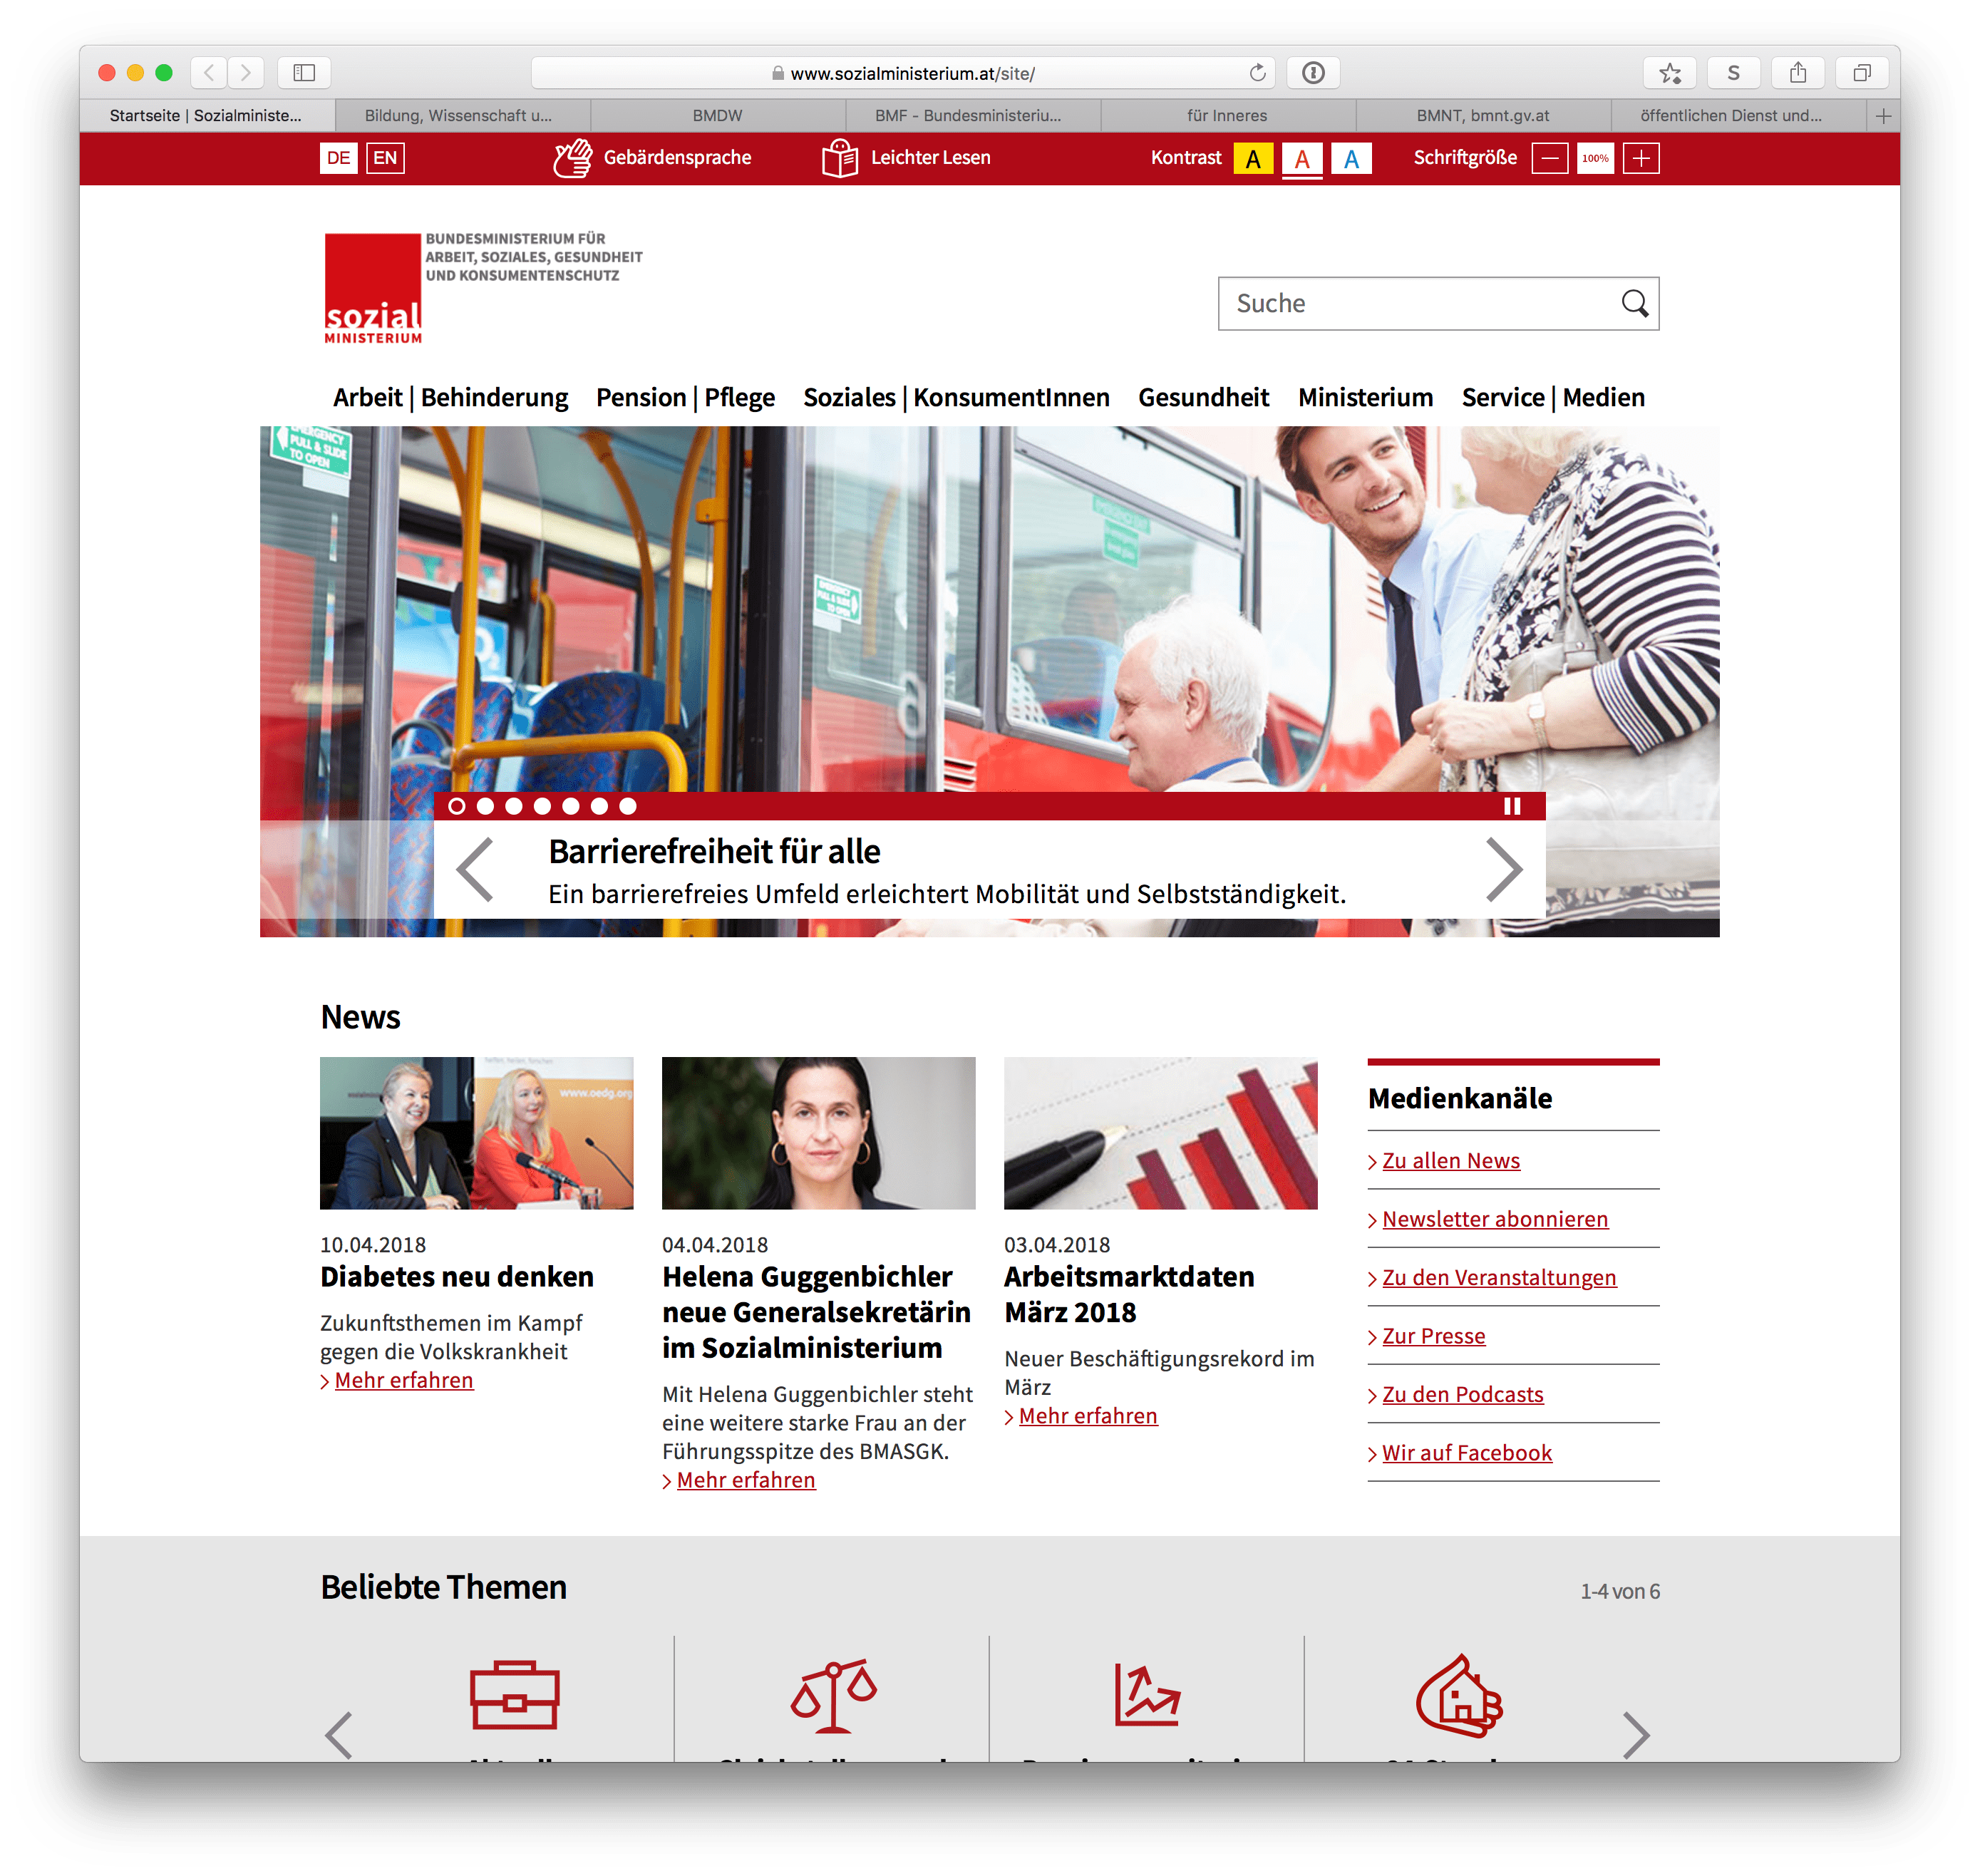 www.sozialministerium.at/site/
S
Startseite | Sozialministe...
Bildung, Wissenschaft u...
BMDW
BMF - Bundesministeriu...
für Inneres
BMNT, bmnt.gv.at
öffentlichen Dienst und...
DE EN Gebärdensprache Leichter Lesen Kontrast A A A Schriftgröße 100%
BUNDESMINISTERIUM FÜR
ARBEIT, SOZIALES, GESUNDHEIT
UND KONSUMENTENSCHUTZ
sozial
MINISTERIUM
Suche
Arbeit | Behinderung Pension | Pflege Soziales | KonsumentInnen Gesundheit Ministerium Service | Medien
EMERGENCY
PULL & SLIDE
TO OPEN
EMERGENCY
PULL & SLIDE
TO OPEN
Barrierefreiheit für alle
Ein barrierefreies Umfeld erleichtert Mobilität und Selbstständigkeit.
News
www.oedg.org
10.04.2018
Diabetes neu denken
Zukunftsthemen im Kampf
gegen die Volkskrankheit
Mehr erfahren
04.04.2018
Helena Guggenbichler
neue Generalsekretärin
im Sozialministerium
Mit Helena Guggenbichler steht
eine weitere starke Frau an der
Führungsspitze des BMASGK.
Mehr erfahren
03.04.2018
Arbeitsmarktdaten
März 2018
Neuer Beschäftigungsrekord im
März
Mehr erfahren
Medienkanäle
Zu allen News
Newsletter abonnieren
Zu den Veranstaltungen
Zur Presse
Zu den Podcasts
Wir auf Facebook
Beliebte Themen
1-4 von 6